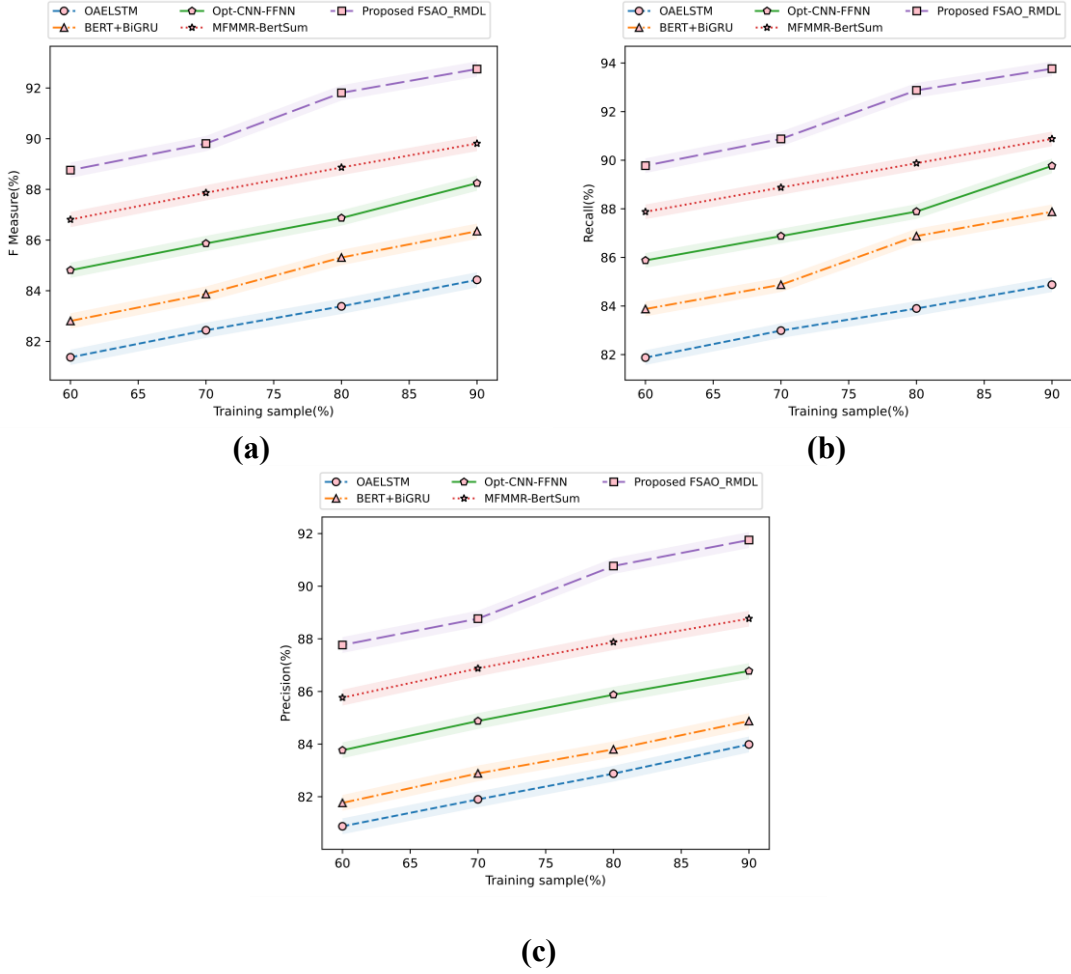 OAELSTM Opt-CNN-FFNN Proposed FSAO_RMDL
BERT+BiGRU MFMMR-BertSum
F Measure(%)
92
90
88
86
84
82
60 65 70 75 80 85 90
Training sample(%)
(a)
OAELSTM Opt-CNN-FFNN Proposed FSAO_RMDL
BERT+BiGRU MFMMR-BertSum
Recall(%)
94
92
90
88
86
84
82
60 65 70 75 80 85 90
Training sample(%)
(b)
OAELSTM Opt-CNN-FFNN Proposed FSAO_RMDL
BERT+BiGRU MFMMR-BertSum
Precision(%)
92
90
88
86
84
82
60 65 70 75 80 85 90
Training sample(%)
(c)